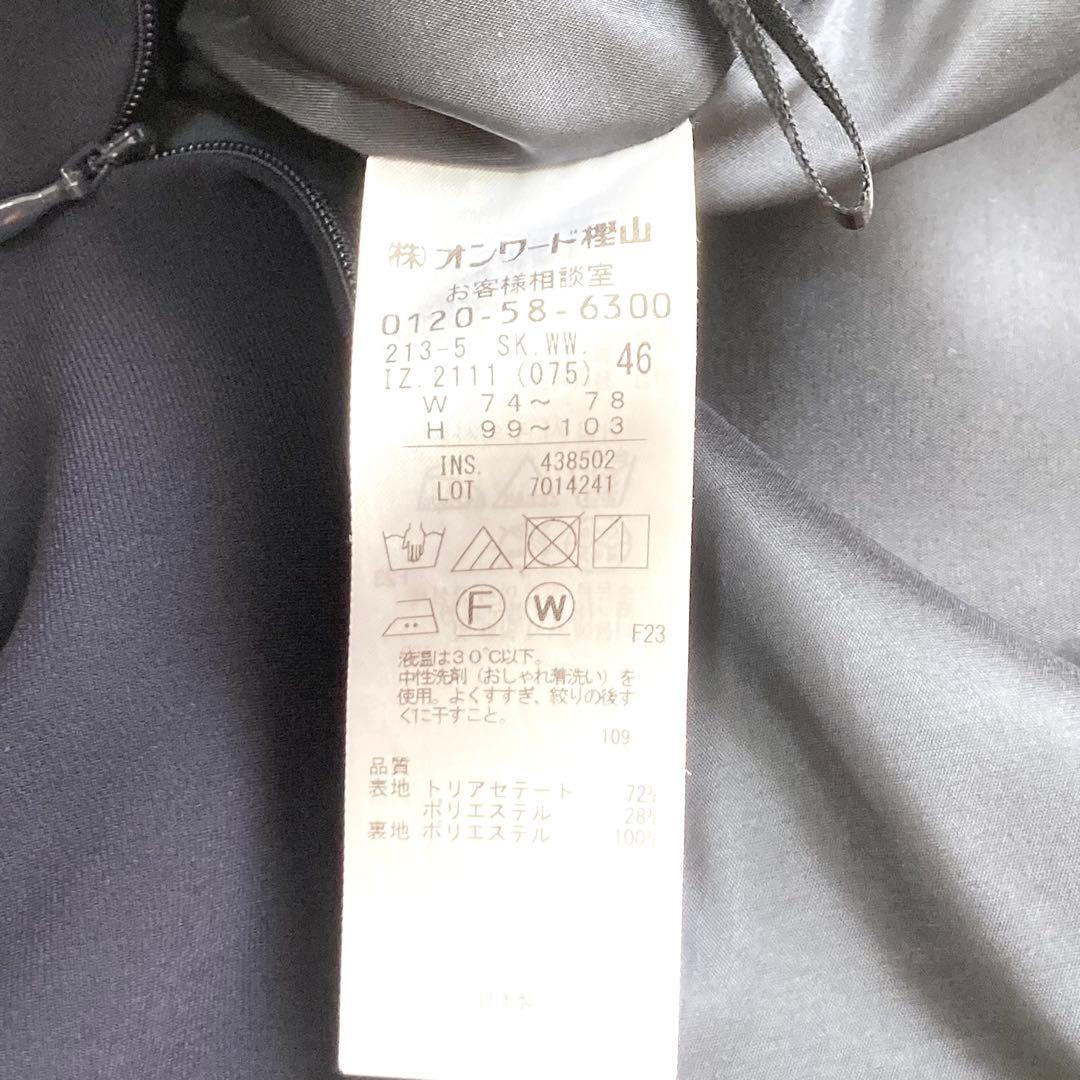 (株)オンワード樫山
お客様相談室
0120-58-6300
213-5 SK.WW.
IZ.2111 (075) 46
W 74～ 78
H 99～103
INS. 438502
LOT 7014241
F W
F23
液温は30℃以下。
中性洗剤（おしゃれ着洗い）を
使用。よくすすぎ、絞りの後す
ぐに干すこと。
109
品質
表地 トリアセテート 72%
ポリエステル 28%
裏地 ポリエステル 100%